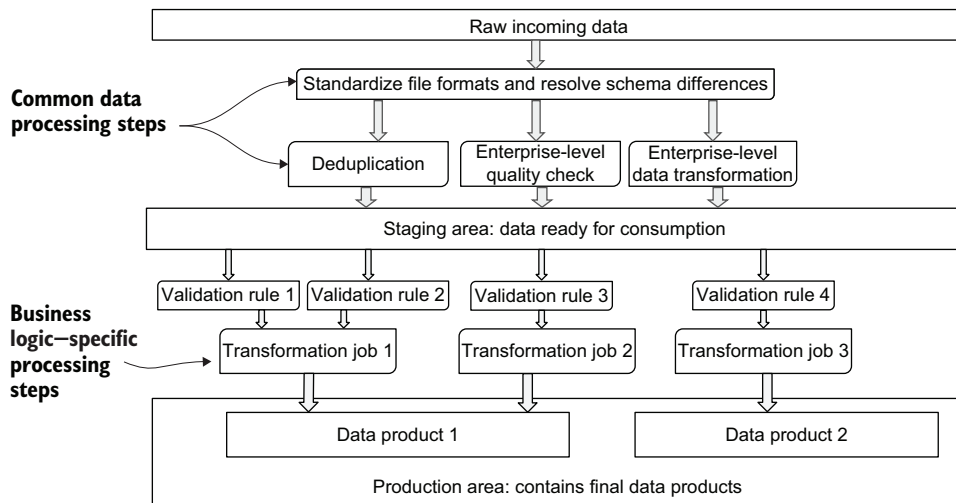 Raw incoming data
Standardize file formats and resolve schema differences
Common data
processing steps
Deduplication
Enterprise-level
quality check
Enterprise-level
data transformation
Staging area: data ready for consumption
Validation rule 1
Validation rule 2
Validation rule 3
Validation rule 4
Business
logic–specific
processing
steps
Transformation job 1
Transformation job 2
Transformation job 3
Data product 1
Data product 2
Production area: contains final data products